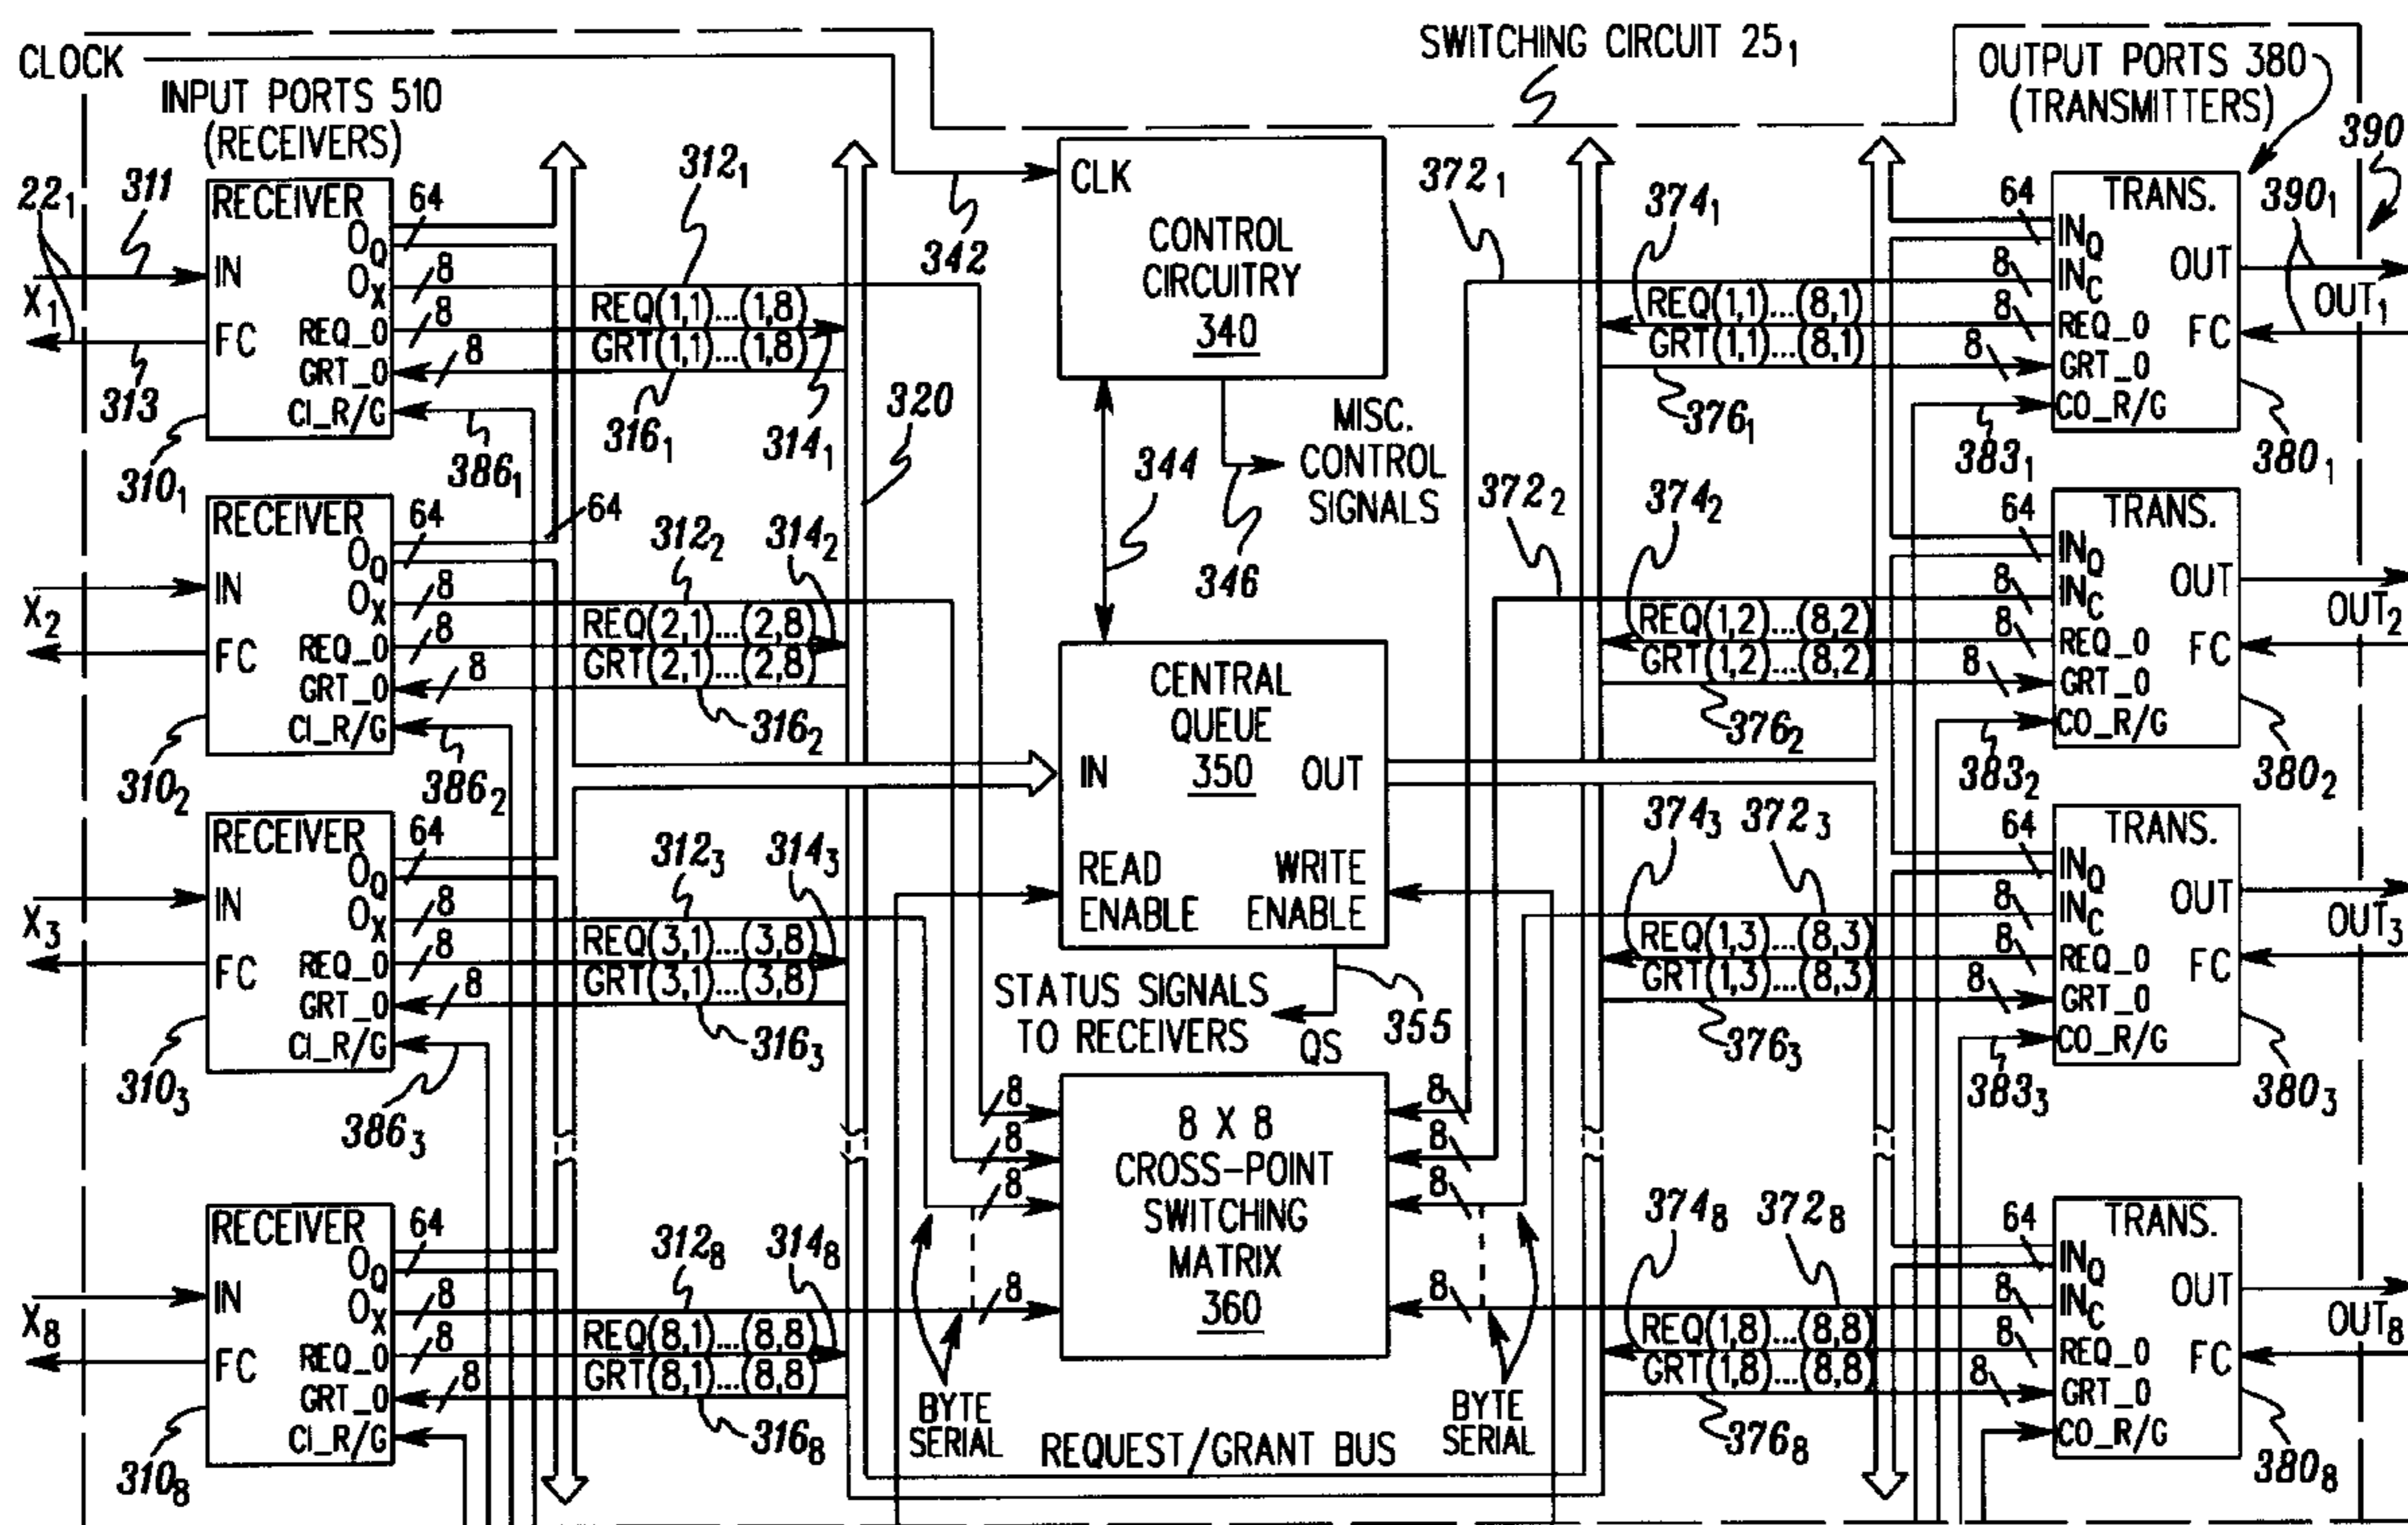 CLOCK
SWITCHING CIRCUIT 25₁
INPUT PORTS 510
(RECEIVERS)
OUTPUT PORTS 380
(TRANSMITTERS)
390
22₁
311
X₁
313
RECEIVER
IN
FC
O_Q
O_X
REQ_0
GRT_0
CI_R/G
64
8
8
8
310₁
312₁
REQ(1,1)...(1,8)
GRT(1,1)...(1,8)
316₁
314₁
386₁
320
342
CLK
CONTROL
CIRCUITRY
340
344
346
MISC.
CONTROL
SIGNALS
372₁
374₁
REQ(1,1)...(8,1)
GRT(1,1)...(8,1)
376₁
64
8
8
8
TRANS.
IN_Q
IN_C
REQ_0
GRT_0
CO_R/G
OUT
FC
383₁
380₁
390₁
OUT₁
X₂
RECEIVER
IN
FC
O_Q
O_X
REQ_0
GRT_0
CI_R/G
64
64
8
8
8
310₂
312₂
314₂
REQ(2,1)...(2,8)
GRT(2,1)...(2,8)
316₂
386₂
CENTRAL
QUEUE
350
IN
OUT
READ
ENABLE
WRITE
ENABLE
372₂
374₂
REQ(1,2)...(8,2)
GRT(1,2)...(8,2)
376₂
64
8
8
8
TRANS.
IN_Q
IN_C
REQ_0
GRT_0
CO_R/G
OUT
FC
383₂
380₂
OUT₂
X₃
RECEIVER
IN
FC
O_Q
O_X
REQ_0
GRT_0
CI_R/G
64
8
8
8
310₃
312₃
314₃
REQ(3,1)...(3,8)
GRT(3,1)...(3,8)
316₃
386₃
STATUS SIGNALS
TO RECEIVERS
QS
355
374₃
372₃
REQ(1,3)...(8,3)
GRT(1,3)...(8,3)
376₃
64
8
8
8
TRANS.
IN_Q
IN_C
REQ_0
GRT_0
CO_R/G
OUT
FC
383₃
380₃
OUT₃
8
8
8
8
8 X 8
CROSS-POINT
SWITCHING
MATRIX
360
8
8
8
8
X₈
RECEIVER
IN
FC
O_Q
O_X
REQ_0
GRT_0
CI_R/G
64
8
8
8
310₈
312₈
314₈
REQ(8,1)...(8,8)
GRT(8,1)...(8,8)
316₈
BYTE
SERIAL
REQUEST/GRANT BUS
BYTE
SERIAL
374₈
372₈
REQ(1,8)...(8,8)
GRT(1,8)...(8,8)
376₈
64
8
8
8
TRANS.
IN_Q
IN_C
REQ_0
GRT_0
CO_R/G
OUT
FC
380₈
OUT₈